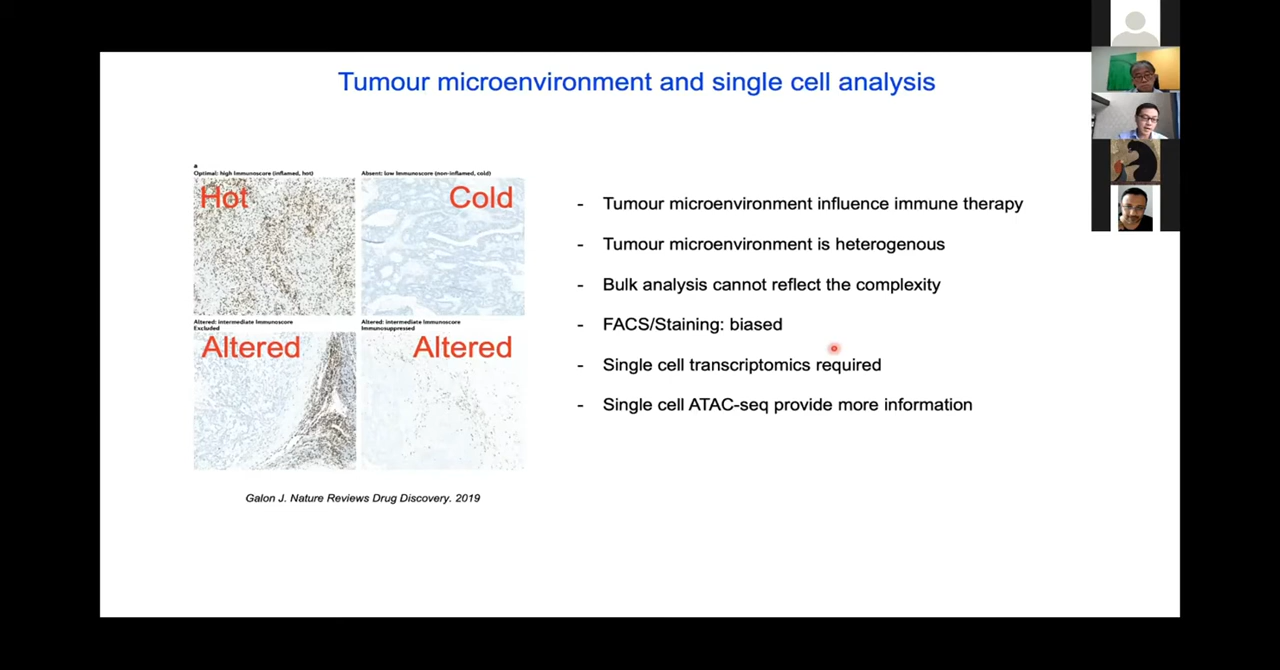 Tumour microenvironment and single cell analysis
a
Optimal: high Immunoscore (inflamed, hot)
Absent: low Immunoscore (non-inflamed, cold)
Hot
Cold
Altered: intermediate Immunoscore
Excluded
Altered: intermediate Immunoscore
Immunosuppressed
Altered
Altered
Galon J. Nature Reviews Drug Discovery. 2019
- Tumour microenvironment influence immune therapy
- Tumour microenvironment is heterogenous
- Bulk analysis cannot reflect the complexity
- FACS/Staining: biased
- Single cell transcriptomics required
- Single cell ATAC-seq provide more information